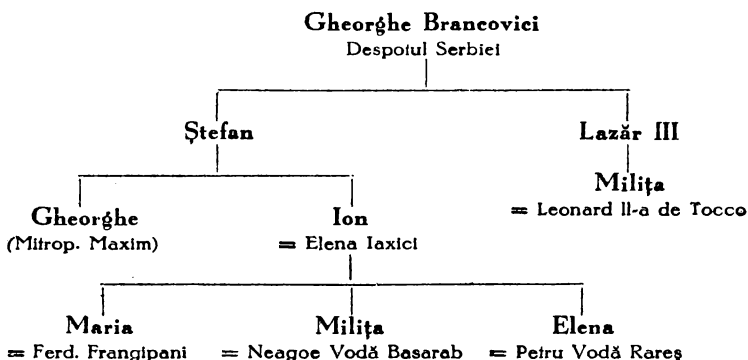 Gheorghe Brancovici
Despotul Serbiei
Ștefan
Lazăr III
Gheorghe
(Mitrop. Maxim)
Ion
= Elena Iaxici
Milița
= Leonard II-a de Tocco
Maria
= Ferd. Frangipani
Milița
= Neagoe Vodă Basarab
Elena
= Petru Vodă Rareș